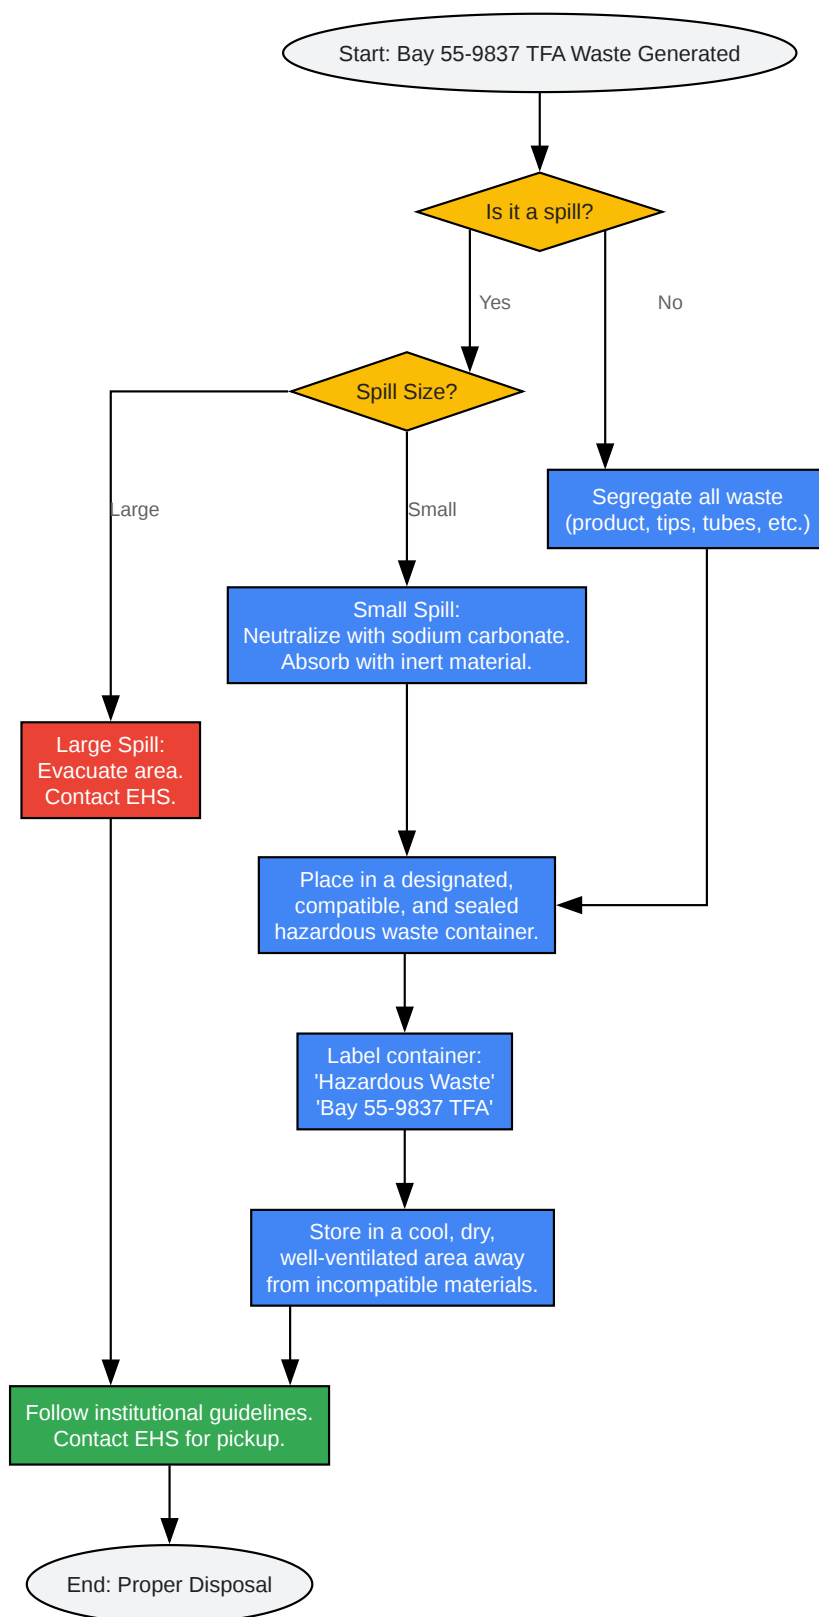 Start: Bay 55-9837 TFA Waste Generated
Is it a spill?
Yes
No
Spill Size?
Large
Small
Segregate all waste
(product, tips, tubes, etc.)
Small Spill:
Neutralize with sodium carbonate.
Absorb with inert material.
Large Spill:
Evacuate area.
Contact EHS.
Place in a designated,
compatible, and sealed
hazardous waste container.
Label container:
'Hazardous Waste'
'Bay 55-9837 TFA'
Store in a cool, dry,
well-ventilated area away
from incompatible materials.
Follow institutional guidelines.
Contact EHS for pickup.
End: Proper Disposal